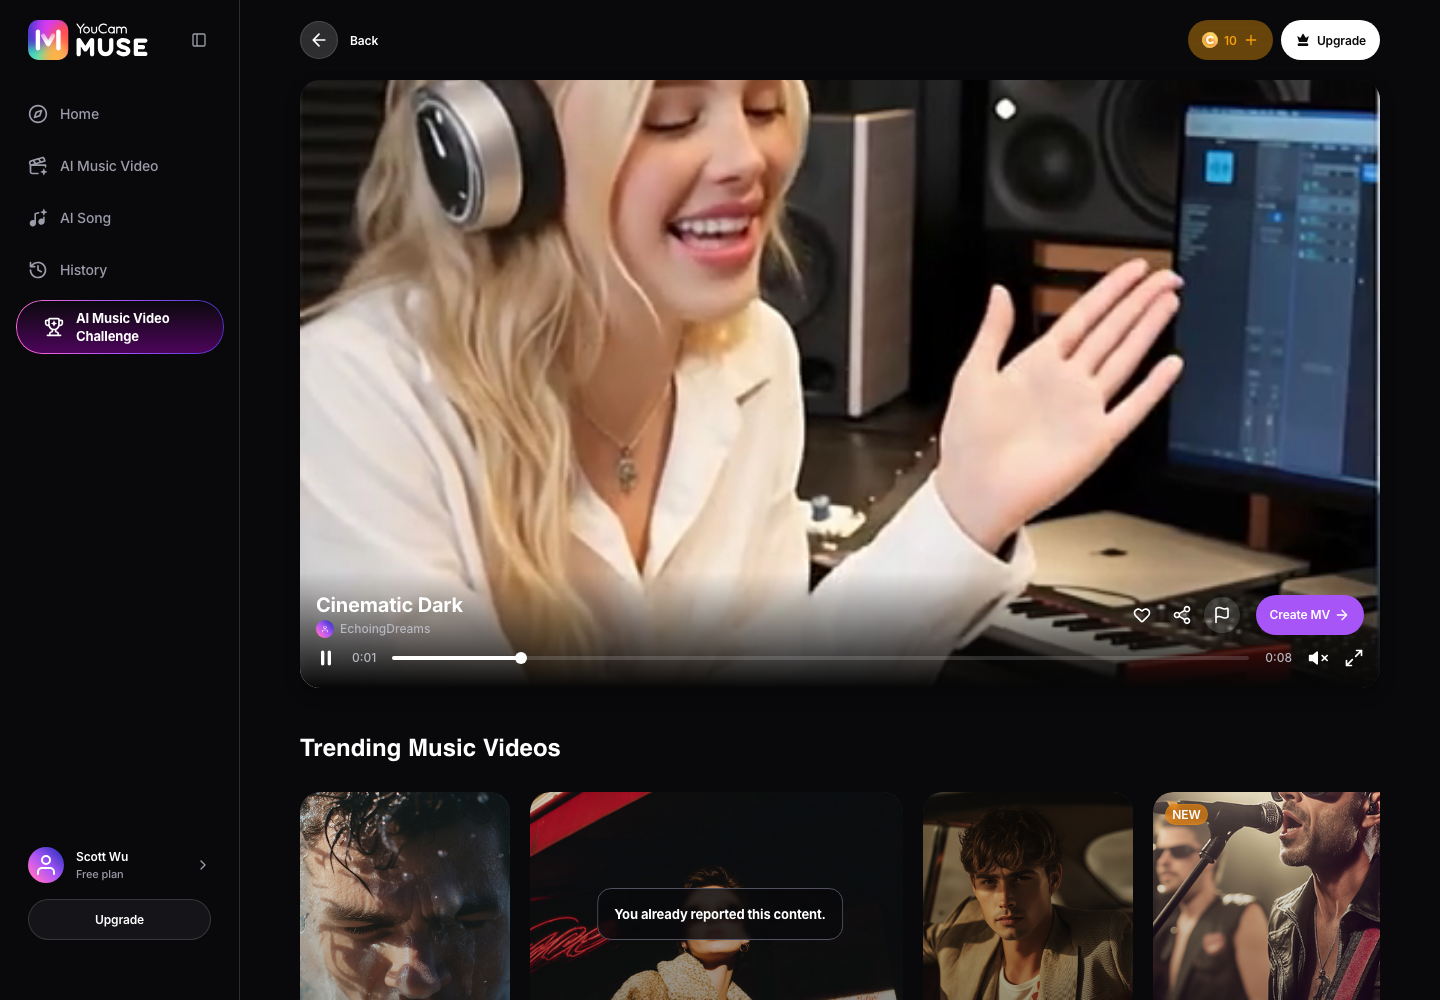 YouCam
MUSE
Home
AI Music Video
AI Song
History
AI Music Video
Challenge
Scott Wu
Free plan
Upgrade
Back
10
Upgrade
Cinematic Dark
EchoingDreams
Create MV
0:01
0:08
Trending Music Videos
NEW
You already reported this content.